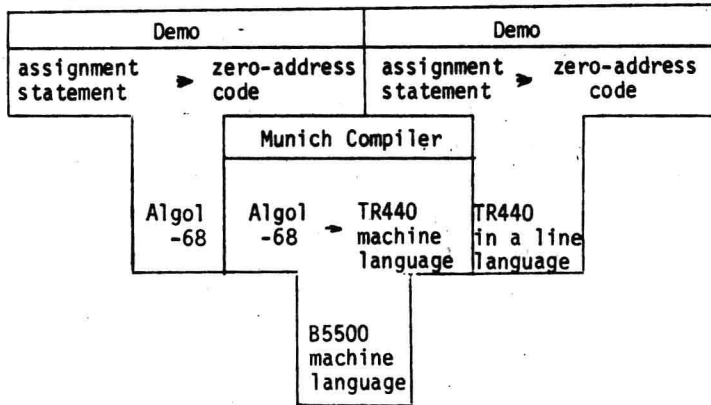 Demo
Demo
assignment statement
zero-address code
assignment statement
zero-address code
Munich Compiler
Algol
-68
Algol
-68
TR440
machine
language
TR440
in a line
language
B5500
machine
language